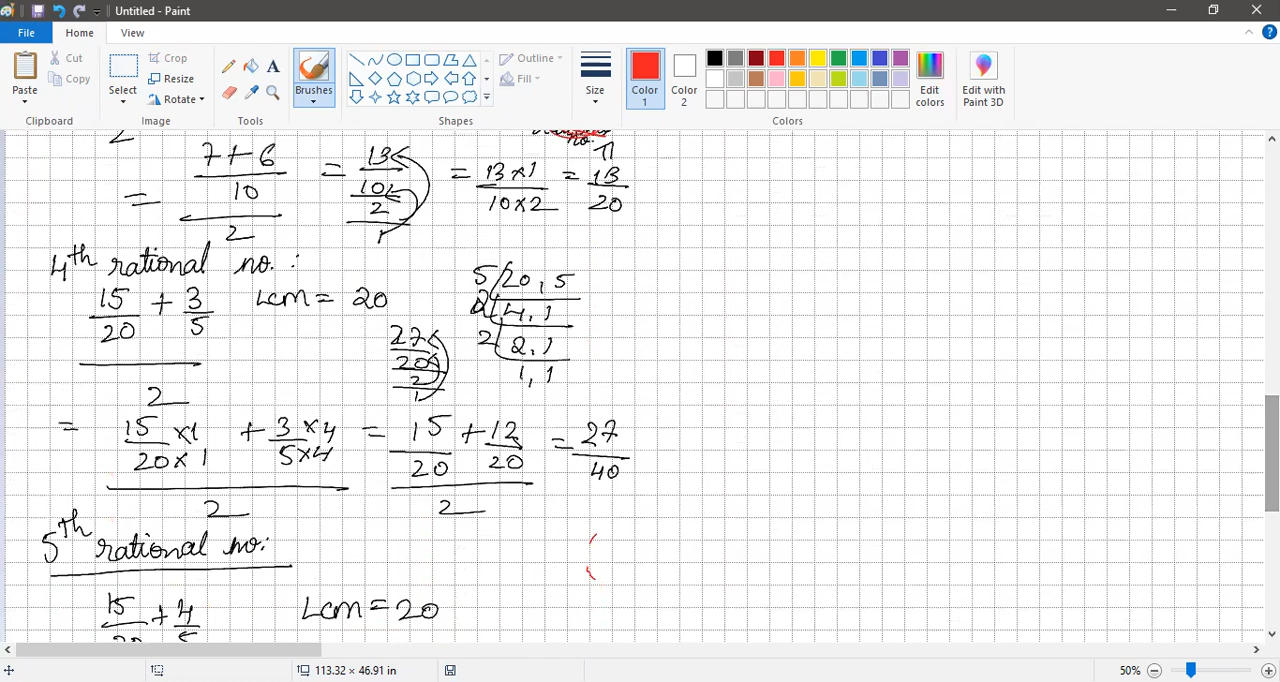 Untitled - Paint
File Home View
Paste Cut Copy Select Crop Resize Rotate Brushes Outline Fill Size Color 1 Color 2 Edit colors Edit with Paint 3D
Clipboard Image Tools Shapes Colors
2
no.
= 7+6/10/2 = 13/10/2/1 = 13×1/10×2 = 13/20
4th rational no. :
15/20 + 3/5 / 2 Lcm = 20
5 20, 5
2 4, 1
2 2, 1
1, 1
27/20/2/1
= 15×1/20×1 + 3×4/5×4 / 2 = 15/20 + 12/20 / 2 = 27/40
5th rational no:
15/20 + 4/5 Lcm = 20
113.32 × 46.91 in 50%